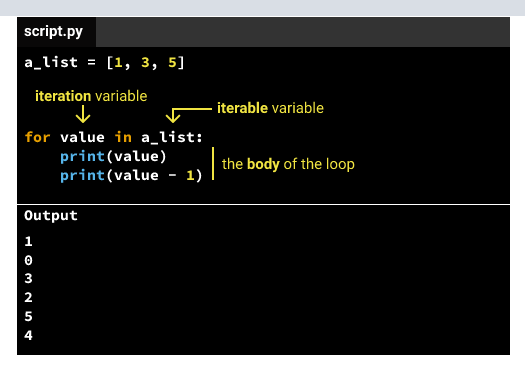 script.py
a_list = [1, 3, 5]
iteration variable
iterable variable
for value in a_list:
    print(value)
    print(value - 1)
the body of the loop
Output
1
0
3
2
5
4